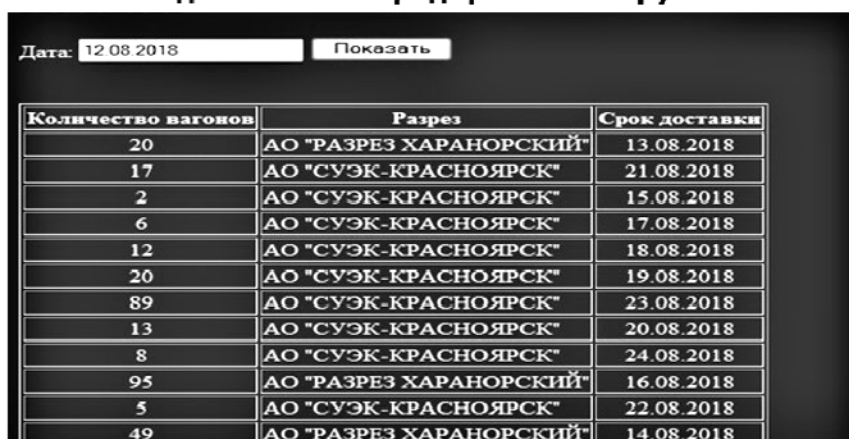 Дата: 12.08.2018 Показать
Количество вагонов Разрез Срок доставки
20 АО "РАЗРЕЗ ХАРАНОРСКИЙ" 13.08.2018
17 АО "СУЭК-КРАСНОЯРСК" 21.08.2018
2 АО "СУЭК-КРАСНОЯРСК" 15.08.2018
6 АО "СУЭК-КРАСНОЯРСК" 17.08.2018
12 АО "СУЭК-КРАСНОЯРСК" 18.08.2018
20 АО "СУЭК-КРАСНОЯРСК" 19.08.2018
89 АО "СУЭК-КРАСНОЯРСК" 23.08.2018
13 АО "СУЭК-КРАСНОЯРСК" 20.08.2018
8 АО "СУЭК-КРАСНОЯРСК" 24.08.2018
95 АО "РАЗРЕЗ ХАРАНОРСКИЙ" 16.08.2018
5 АО "СУЭК-КРАСНОЯРСК" 22.08.2018
49 АО "РАЗРЕЗ ХАРАНОРСКИЙ" 14.08.2018